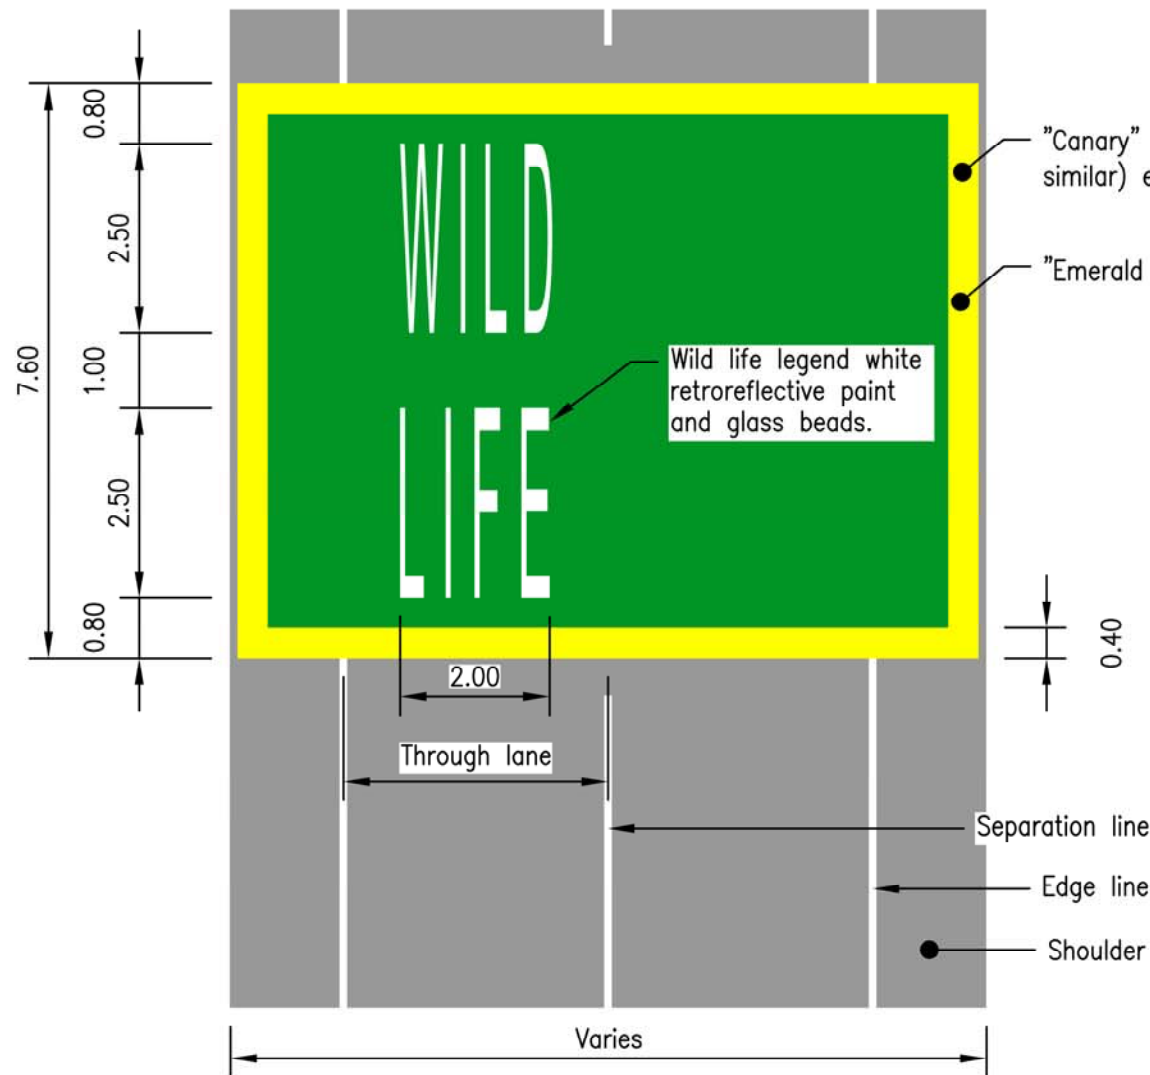 0.80
2.50
1.00
2.50
0.80
7.60
WILD
LIFE
"Canary"
similar)
"Emerald
Wild life legend white
retroreflective paint
and glass beads.
0.40
2.00
Through lane
Separation line
Edge line
Shoulder
Varies